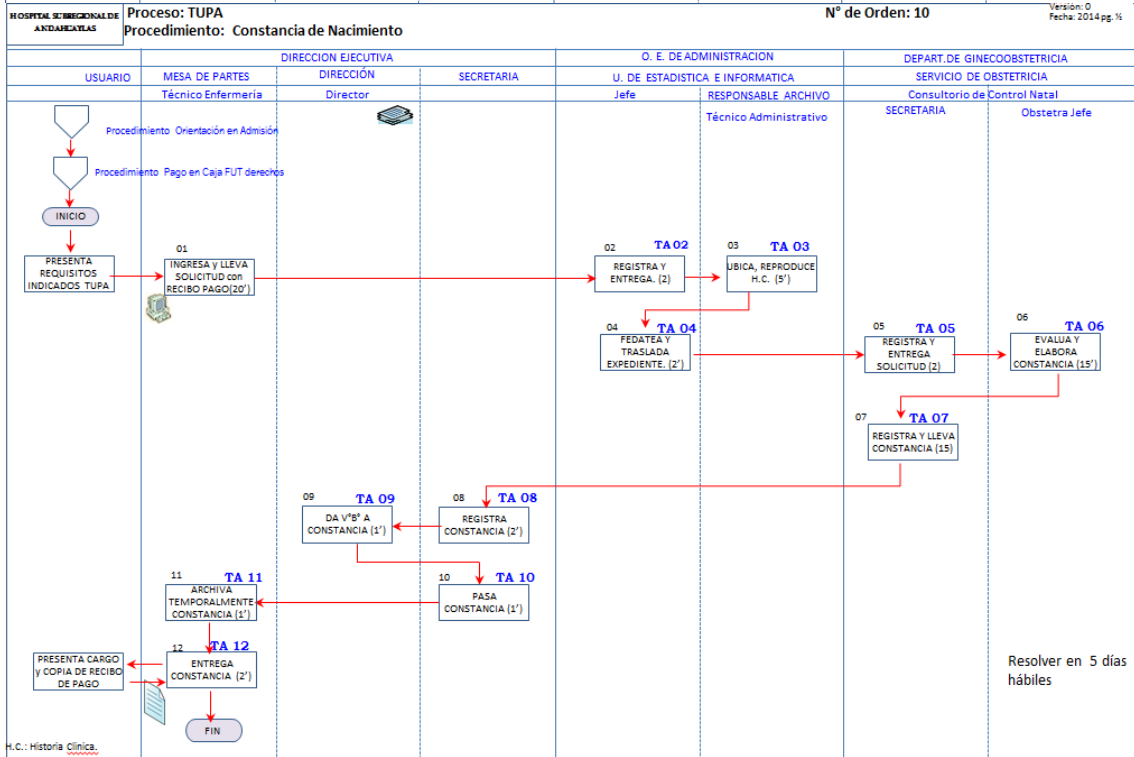 HOSPITAL SUBREGIONAL DE
ANDAHUAYLAS
Proceso: TUPA
Procedimiento: Constancia de Nacimiento
N° de Orden: 10
Versión: 0
Fecha: 2014 pg. ½
DIRECCION EJECUTIVA
O. E. DE ADMINISTRACION
DEPART.DE GINECOOBSTETRICIA
USUARIO
MESA DE PARTES
DIRECCIÓN
SECRETARIA
U. DE ESTADISTICA E INFORMATICA
SERVICIO DE OBSTETRICIA
Técnico Enfermería
Director
Jefe
RESPONSABLE ARCHIVO
Consultorio de Control Natal
Técnico Administrativo
SECRETARIA
Obstetra Jefe
Procedimiento Orientación en Admisión
Procedimiento Pago en Caja FUT derechos
INICIO
PRESENTA
REQUISITOS
INDICADOS TUPA
01
INGRESA y LLEVA
SOLICITUD con
RECIBO PAGO(20')
02
TA 02
REGISTRA Y
ENTREGA. (2)
03
TA 03
UBICA, REPRODUCE
H.C. (5')
04
TA 04
FEDATEA Y
TRASLADA
EXPEDIENTE. (2')
05
TA 05
REGISTRA Y
ENTREGA
SOLICITUD (2)
06
TA 06
EVALUA Y
ELABORA
CONSTANCIA (15')
07
TA 07
REGISTRA Y LLEVA
CONSTANCIA (15)
08
TA 08
REGISTRA
CONSTANCIA (2')
09
TA 09
DA V°B° A
CONSTANCIA (1')
10
TA 10
PASA
CONSTANCIA (1')
11
TA 11
ARCHIVA
TEMPORALMENTE
CONSTANCIA (1')
12
TA 12
ENTREGA
CONSTANCIA (2')
PRESENTA CARGO
y COPIA DE RECIBO
DE PAGO
FIN
Resolver en 5 días
hábiles
H.C.: Historia Clínica.